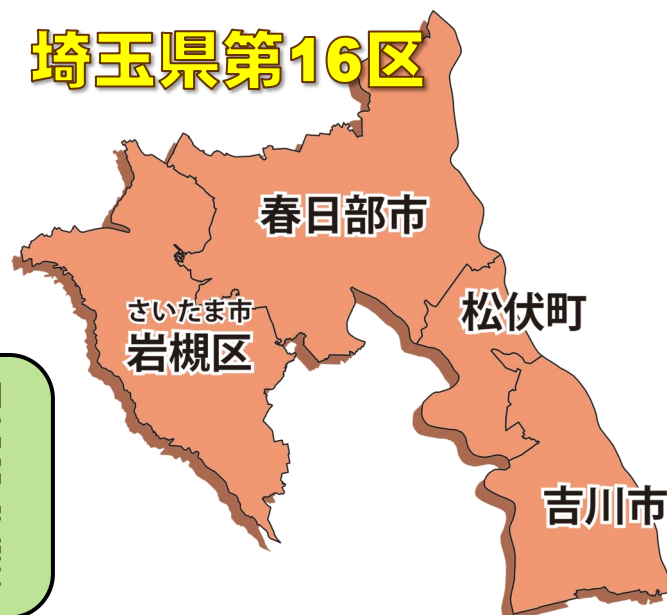 埼玉県第16区
春日部市
さいたま市
岩槻区
松伏町
吉川市